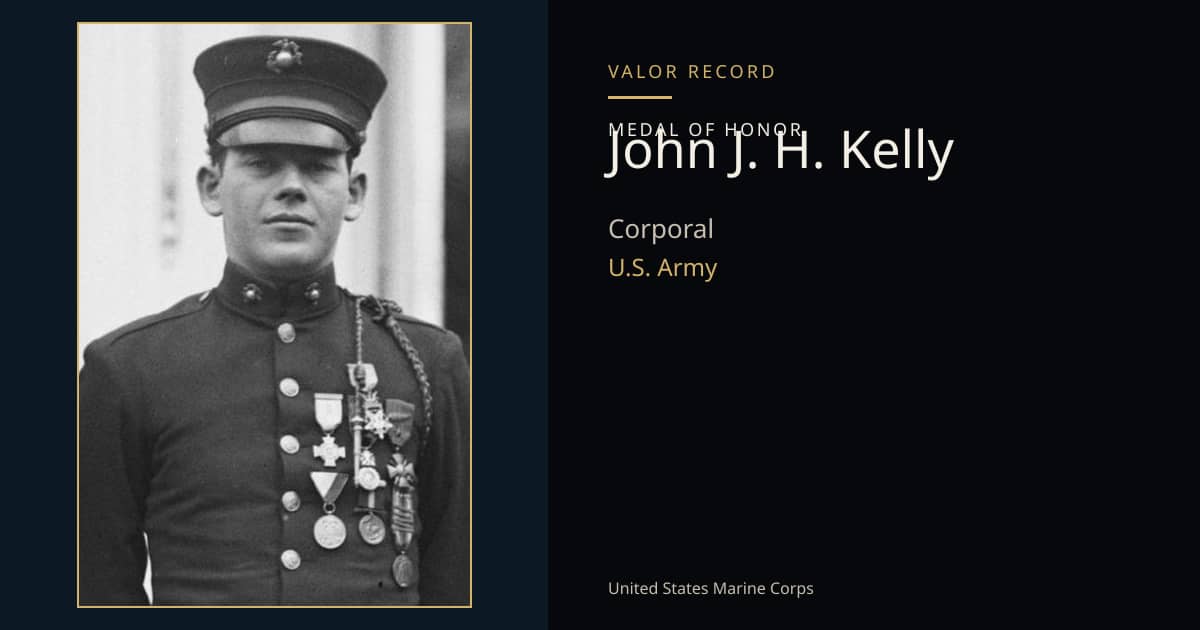 VALOR RECORD
MEDAL OF HONOR
John J. H. Kelly
Corporal
U.S. Army
United States Marine Corps